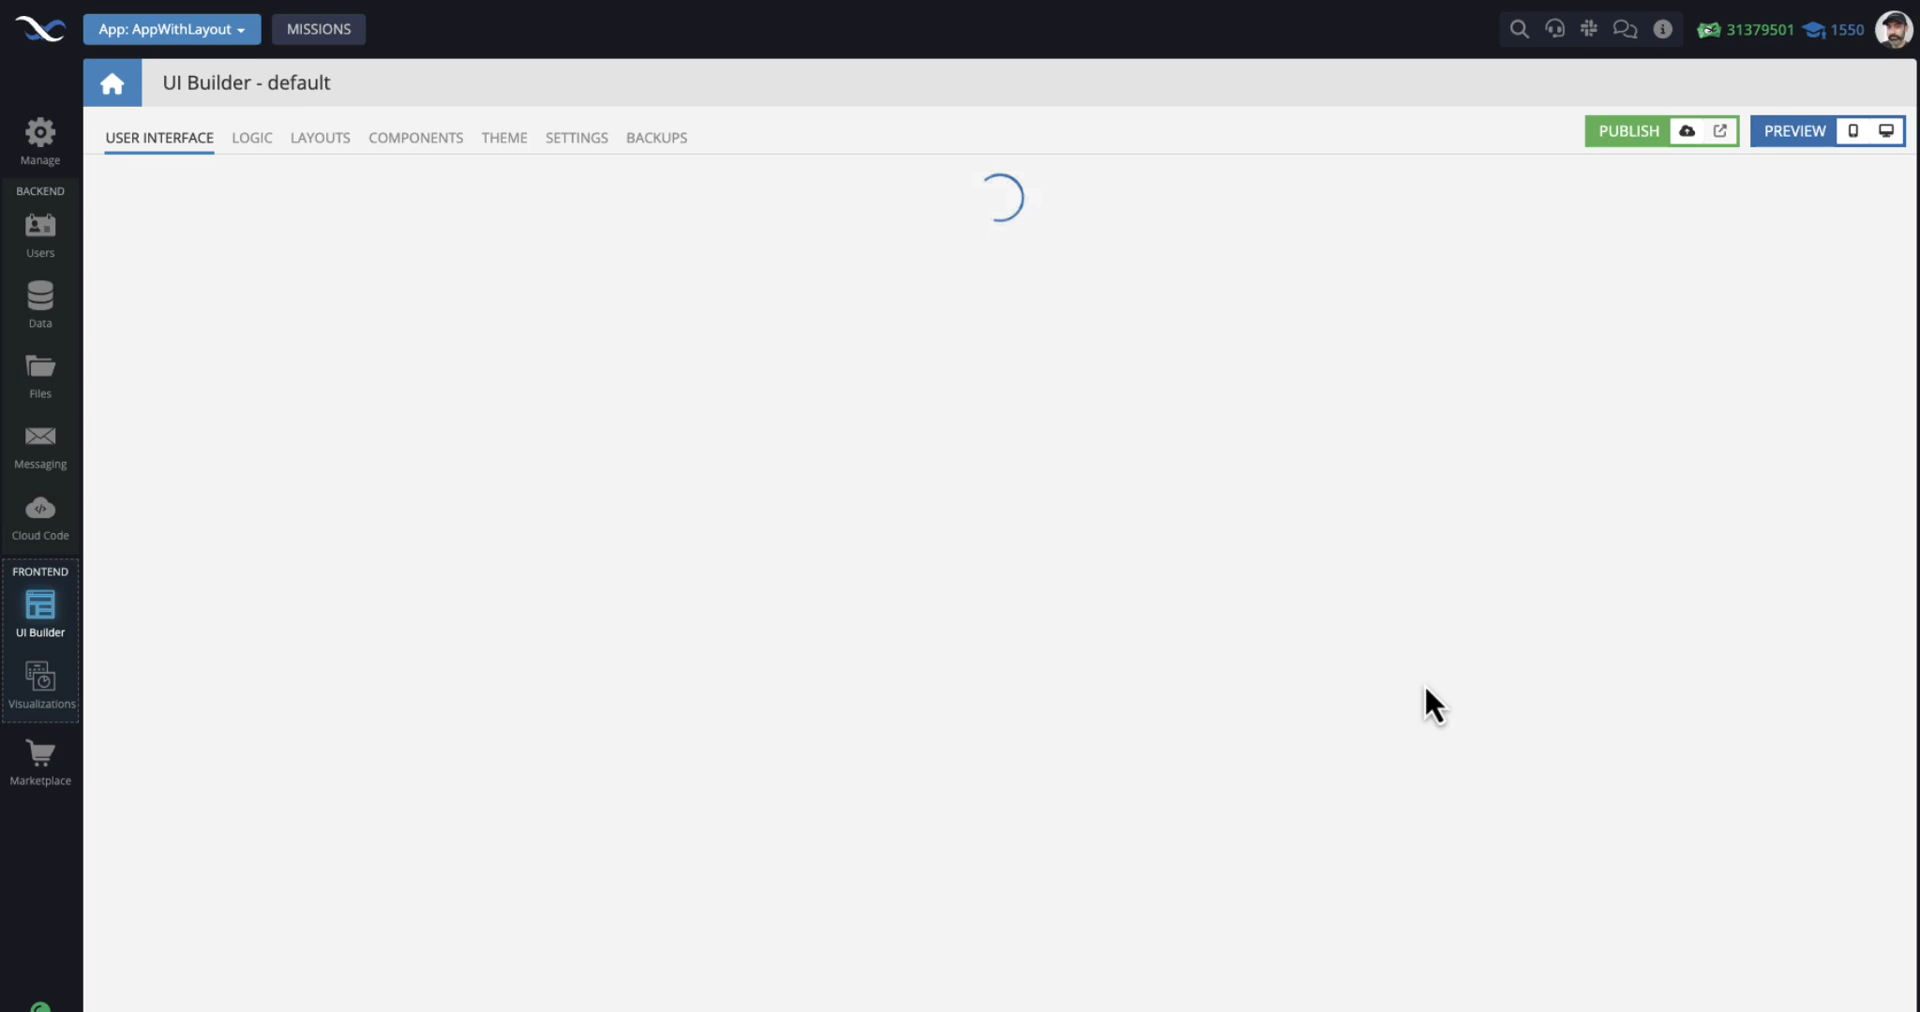 App: AppWithLayout
MISSIONS
31379501
1550
UI Builder - default
USER INTERFACE
LOGIC
LAYOUTS
COMPONENTS
THEME
SETTINGS
BACKUPS
PUBLISH
PREVIEW
Manage
BACKEND
Users
Data
Files
Messaging
Cloud Code
FRONTEND
UI Builder
Visualizations
Marketplace